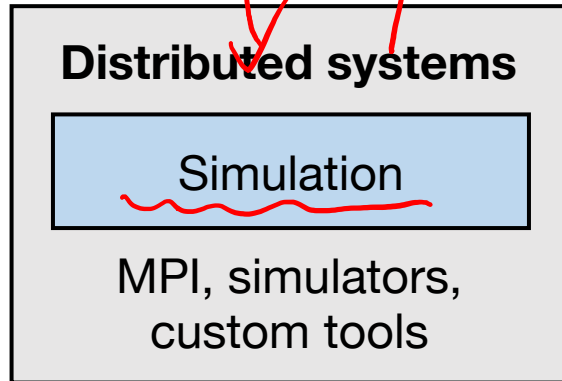 Distributed systems
Simulation
MPI, simulators,
custom tools